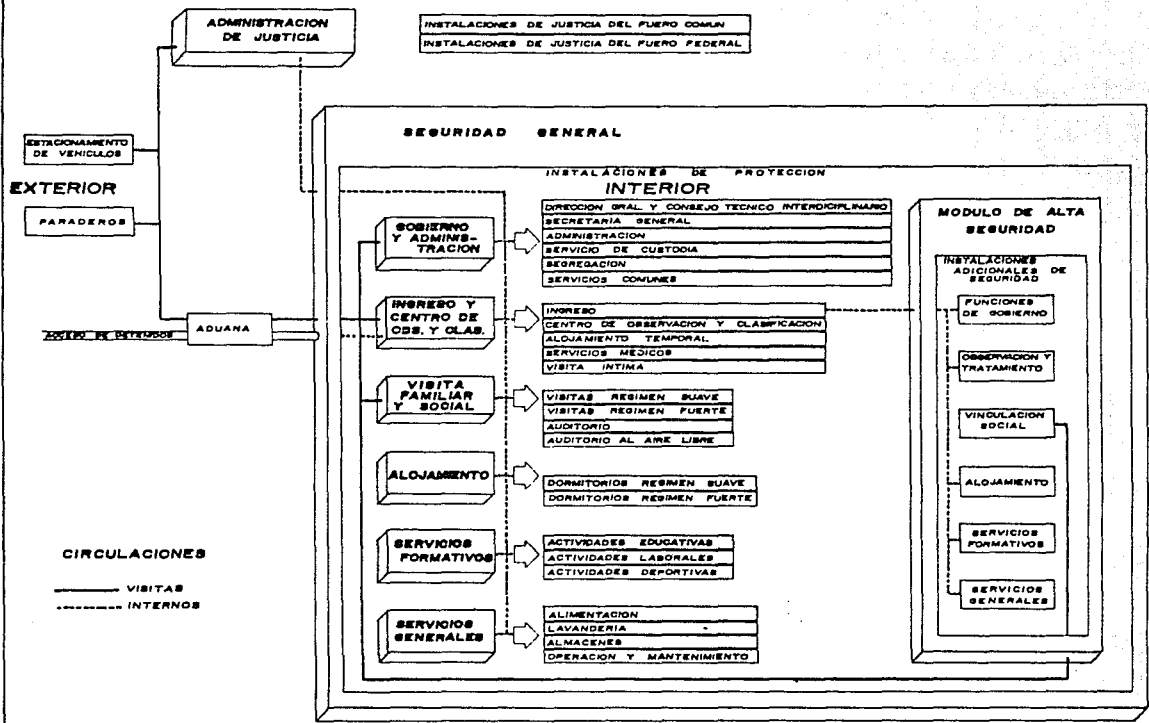 ADMINISTRACION
DE JUSTICIA
INSTALACIONES DE JUSTICIA DEL FUERO COMUN
INSTALACIONES DE JUSTICIA DEL FUERO FEDERAL
ESTACIONAMIENTO
DE VEHICULOS
EXTERIOR
PARADEROS
ACCESO DE DETENIDOS
ADUANA
SEGURIDAD GENERAL
INSTALACIONES DE PROTECCION
INTERIOR
GOBIERNO
Y ADMINIS-
TRACION
DIRECCION GRAL Y CONSEJO TECNICO INTERDICIPLINARIO
SECRETARIA GENERAL
ADMINISTRACION
SERVICIO DE CUSTODIA
SEGREGACION
SERVICIOS COMUNES
INGRESO Y
CENTRO DE
OBS. Y CLAS.
INGRESO
CENTRO DE OBSERVACION Y CLASIFICACION
ALOJAMIENTO TEMPORAL
SERVICIOS MEDICOS
VISITA INTIMA
VISITA
FAMILIAR
Y SOCIAL
VISITAS REGIMEN SUAVE
VISITAS REGIMEN FUERTE
AUDITORIO
AUDITORIO AL AIRE LIBRE
ALOJAMIENTO
DORMITORIOS REGIMEN SUAVE
DORMITORIOS REGIMEN FUERTE
SERVICIOS
FORMATIVOS
ACTIVIDADES EDUCATIVAS
ACTIVIDADES LABORALES
ACTIVIDADES DEPORTIVAS
SERVICIOS
GENERALES
ALIMENTACION
LAVANDERIA
ALMACENES
OPERACION Y MANTENIMIENTO
MODULO DE ALTA
SEGURIDAD
INSTALACIONES
ADICIONALES DE
SEGURIDAD
FUNCIONES
DE GOBIERNO
OBSERVACION Y
TRATAMIENTO
VINCULACION
SOCIAL
ALOJAMIENTO
SERVICIOS
FORMATIVOS
SERVICIOS
GENERALES
CIRCULACIONES
VISITAS
INTERNOS